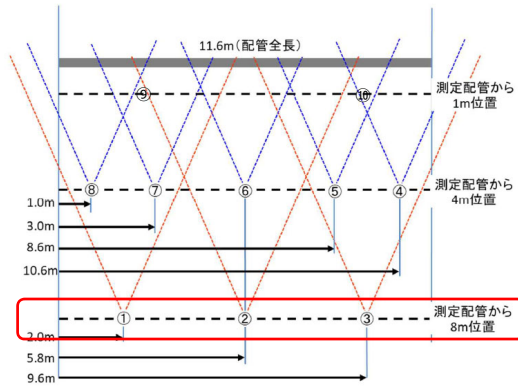 11.6m(配管全長)
⑨
⑩
測定配管から
1m位置
⑧
⑦
⑥
⑤
④
測定配管から
4m位置
1.0m
3.0m
8.6m
10.6m
①
②
③
測定配管から
8m位置
2.0m
5.8m
9.6m